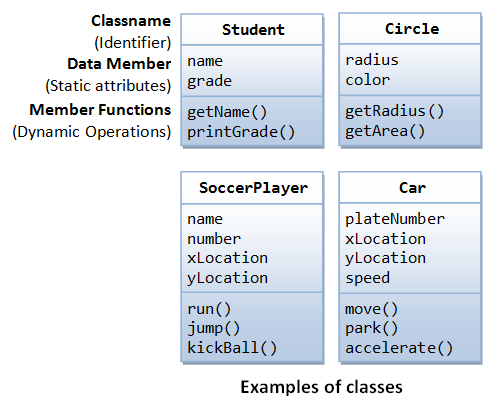 Classname
(Identifier)
Data Member
(Static attributes)
Member Functions
(Dynamic Operations)
Student
name
grade
getName()
printGrade()
Circle
radius
color
getRadius()
getArea()
SoccerPlayer
name
number
xLocation
yLocation
run()
jump()
kickBall()
Car
plateNumber
xLocation
yLocation
speed
move()
park()
accelerate()
Examples of classes